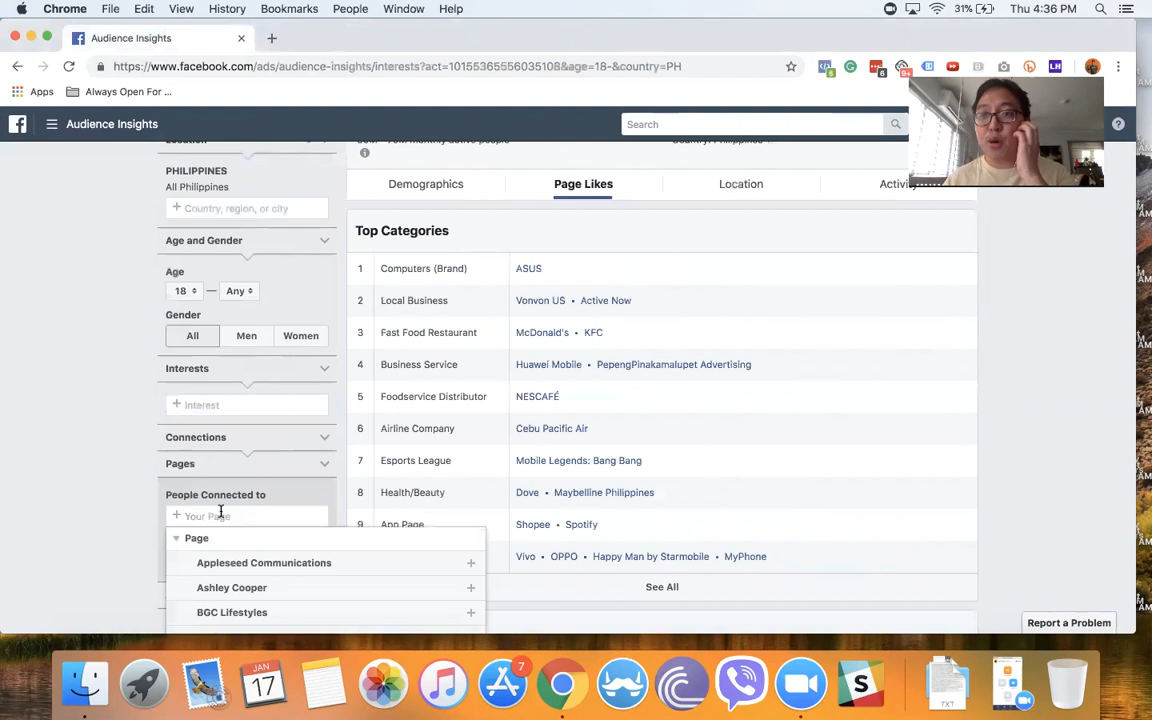 Chrome File Edit View History Bookmarks People Window Help 31% Thu 4:36 PM
Audience Insights
https://www.facebook.com/ads/audience-insights/interests?act=10155365556035108&age=18-&country=PH
5 6 9+ LH
Apps Always Open For ...
Audience Insights Search
PHILIPPINES
All Philippines
Country, region, or city
Age and Gender
Age
18 — Any
Gender
All Men Women
Interests
Interest
Connections
Pages
People Connected to
Your Page
Page
Appleseed Communications
Ashley Cooper
BGC Lifestyles
Demographics Page Likes Location Activity
Top Categories
1 Computers (Brand) ASUS
2 Local Business Vonvon US • Active Now
3 Fast Food Restaurant McDonald's • KFC
4 Business Service Huawei Mobile • PepengPinakamalupet Advertising
5 Foodservice Distributor NESCAFÉ
6 Airline Company Cebu Pacific Air
7 Esports League Mobile Legends: Bang Bang
8 Health/Beauty Dove • Maybelline Philippines
9 App Page Shopee • Spotify
Vivo • OPPO • Happy Man by Starmobile • MyPhone
See All
Report a Problem
JAN
17
7
S
TXT